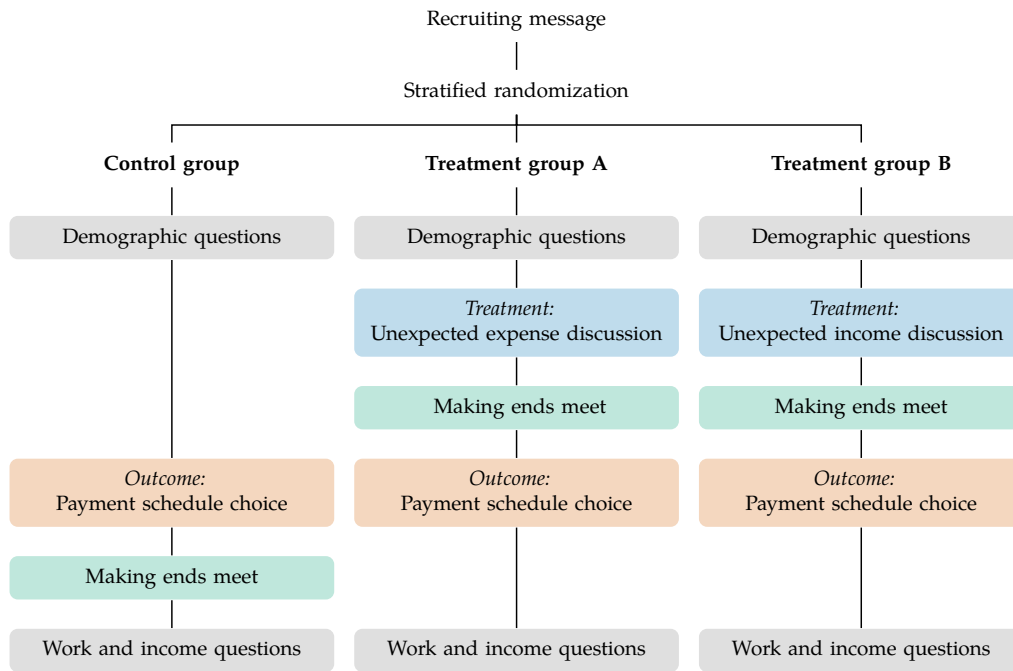 Recruiting message
Stratified randomization
Control group
Treatment group A
Treatment group B
Demographic questions
Demographic questions
Demographic questions
Treatment:
Unexpected expense discussion
Treatment:
Unexpected income discussion
Making ends meet
Making ends meet
Outcome:
Payment schedule choice
Outcome:
Payment schedule choice
Outcome:
Payment schedule choice
Making ends meet
Work and income questions
Work and income questions
Work and income questions